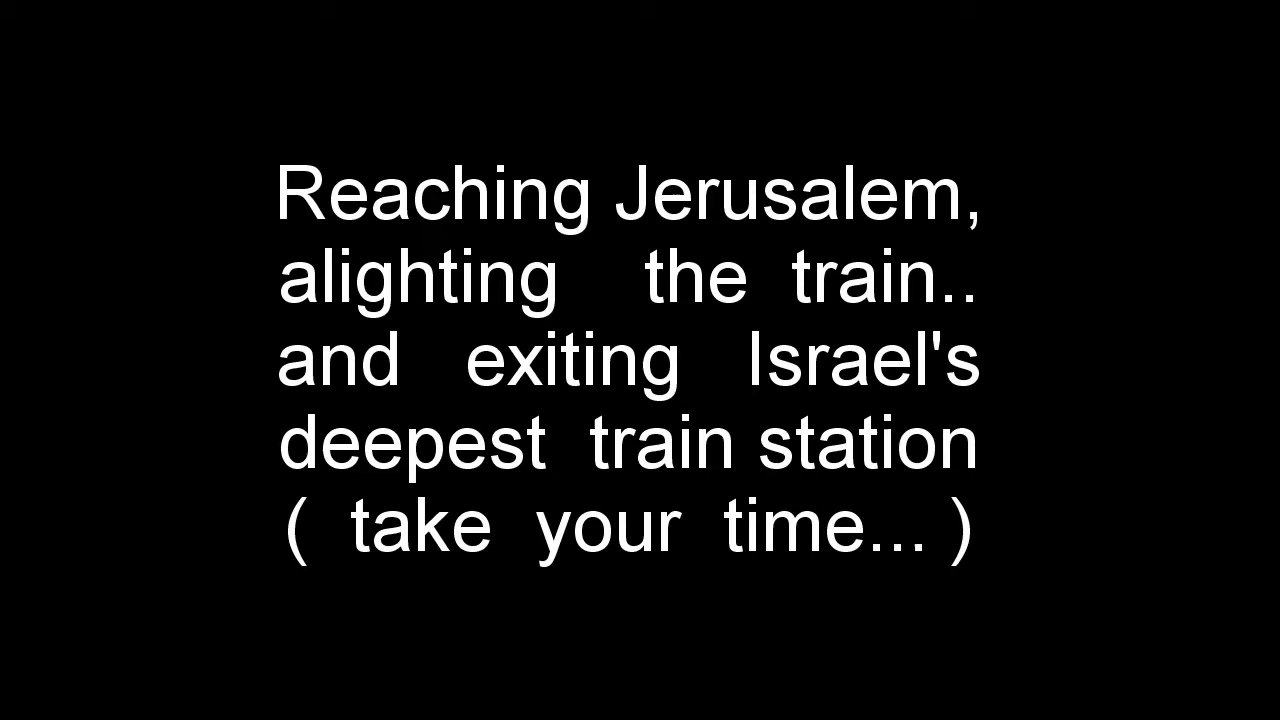 Reaching Jerusalem,
alighting the train..
and exiting Israel's
deepest train station
( take your time... )